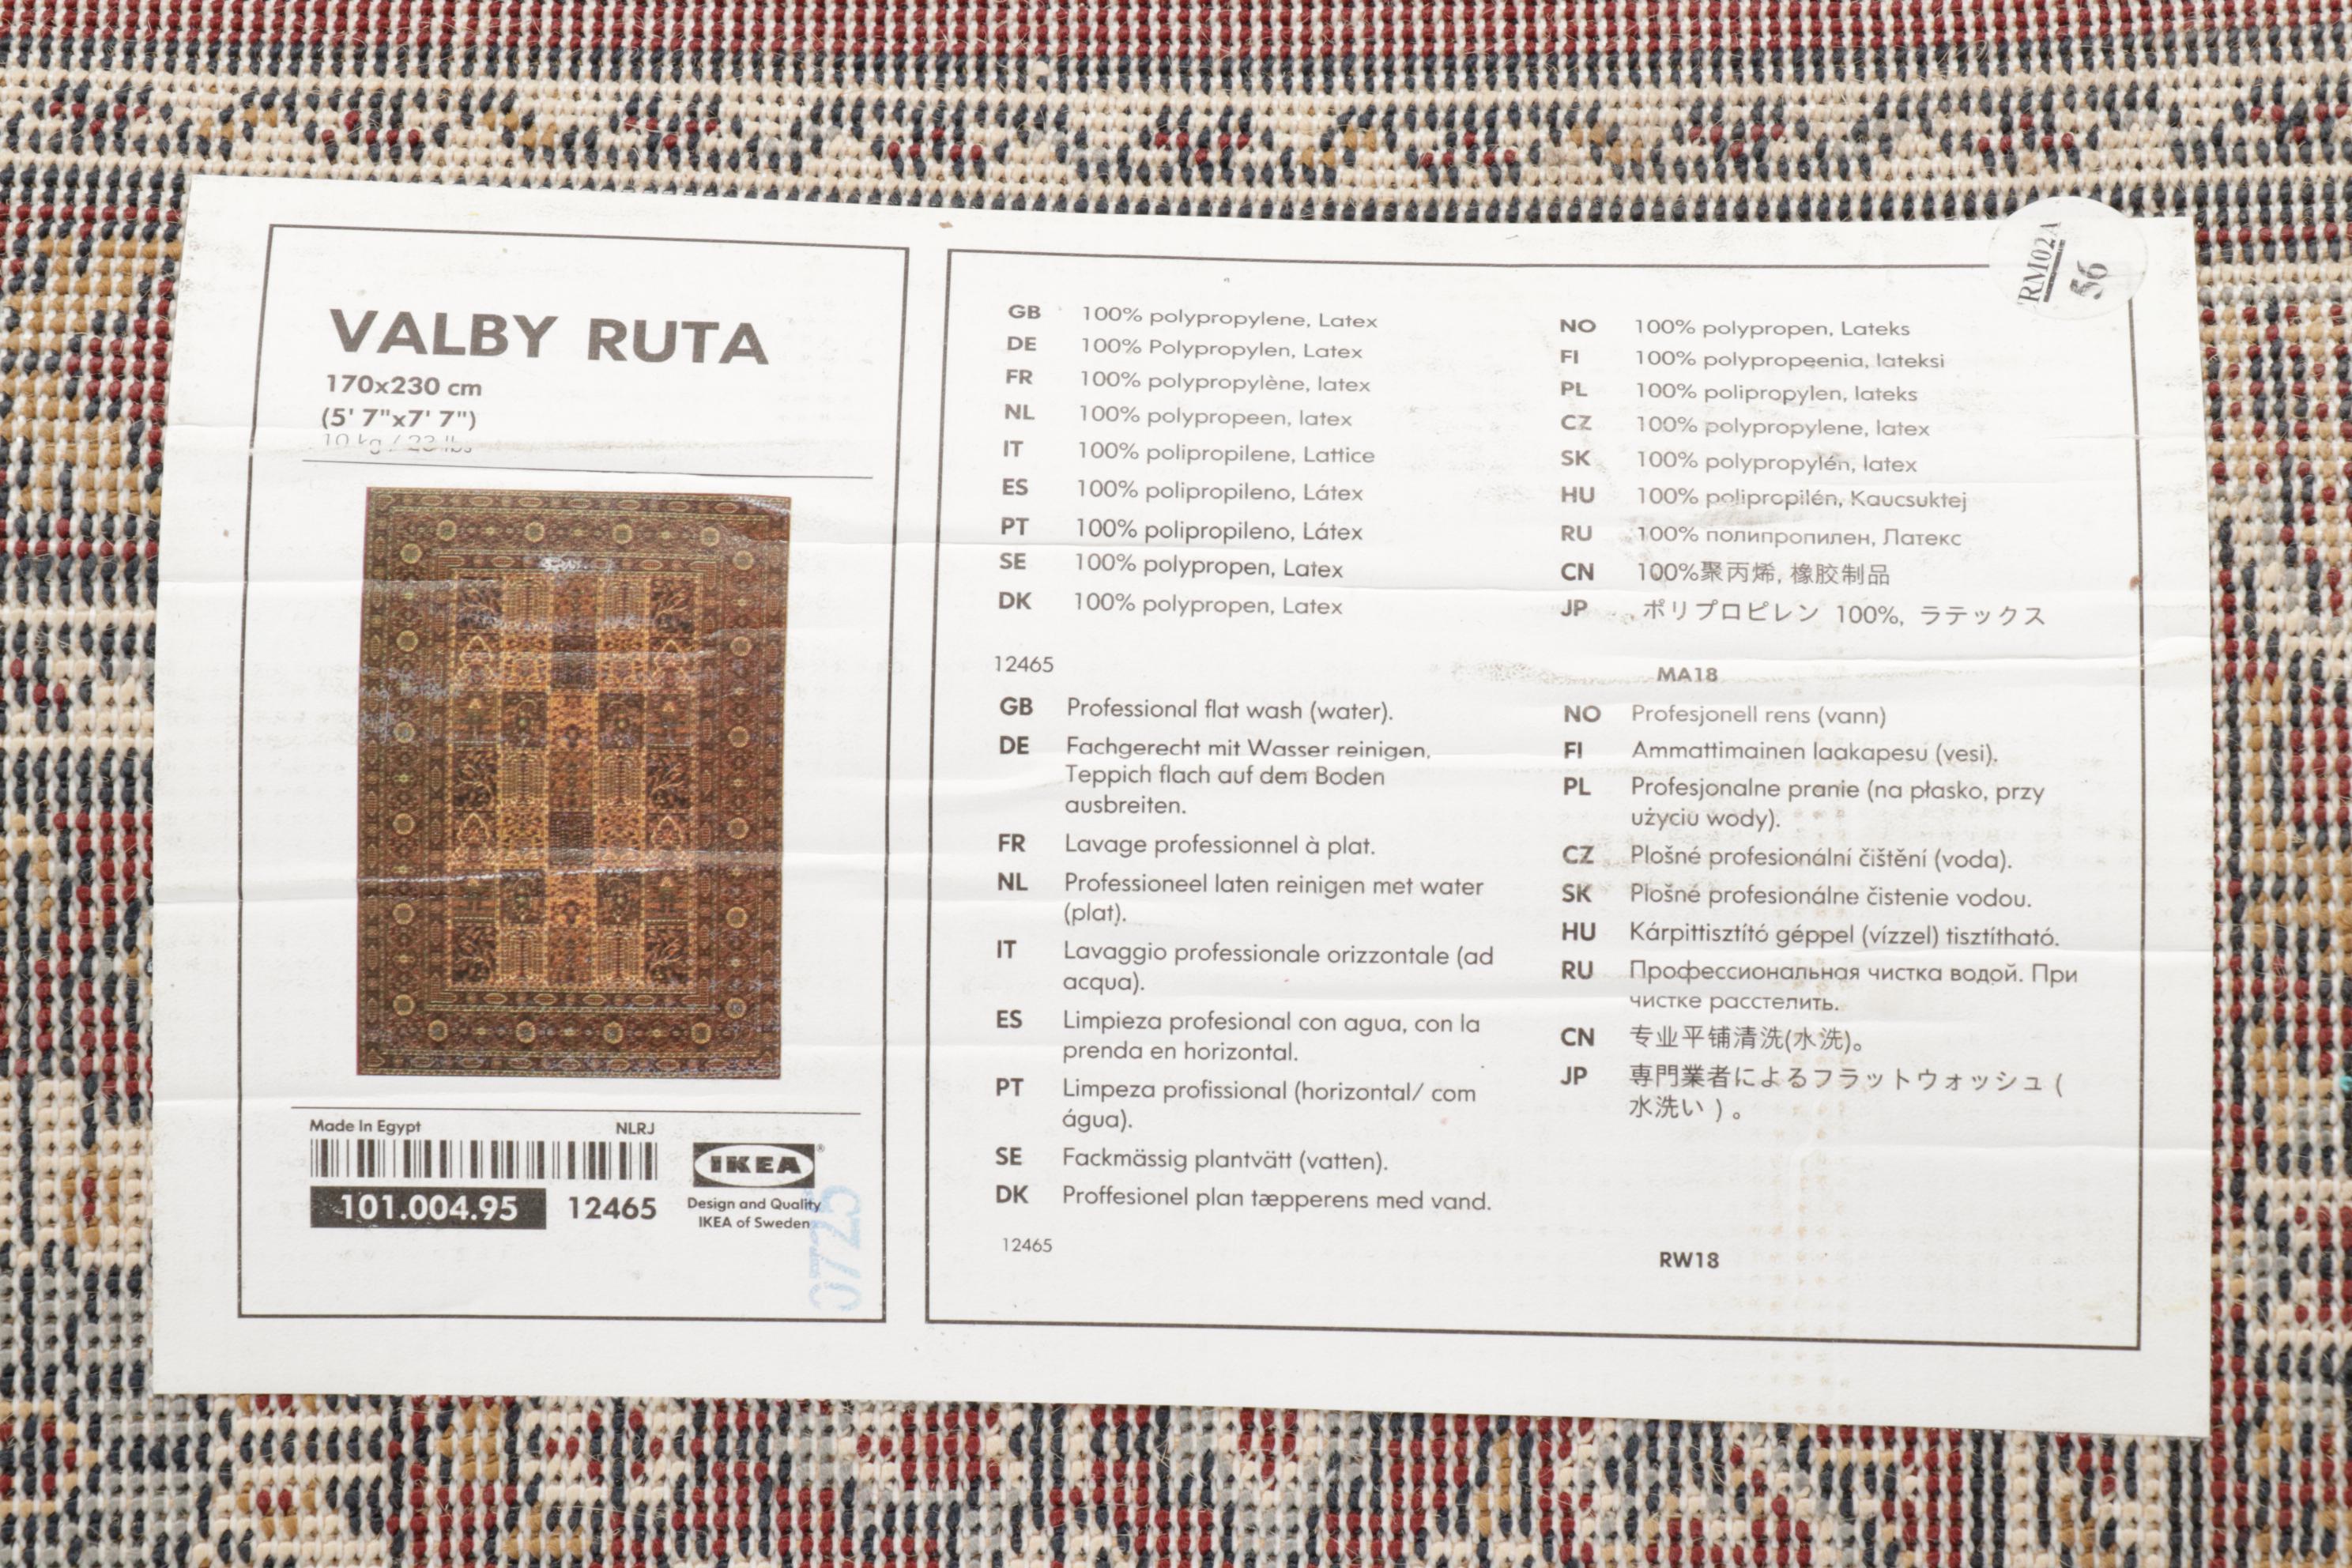 VALBY RUTA
170x230 cm
(5' 7"x7' 7")
10 kg / 23 lbs
Made In Egypt NLRJ
101.004.95 12465
IKEA®
Design and Quality
IKEA of Sweden
GB 100% polypropylene, Latex
DE 100% Polypropylen, Latex
FR 100% polypropylène, latex
NL 100% polypropeen, latex
IT 100% polipropilene, Lattice
ES 100% polipropileno, Látex
PT 100% polipropileno, Látex
SE 100% polypropen, Latex
DK 100% polypropen, Latex
NO 100% polypropen, Lateks
FI 100% polypropeenia, lateksi
PL 100% polipropylen, lateks
CZ 100% polypropylene, latex
SK 100% polypropylén, latex
HU 100% polipropilén, Kaucsuktej
RU 100% полипропилен, Латекс
CN 100%聚丙烯, 橡胶制品
JP ポリプロピレン 100%, ラテックス
12465 MA18
GB Professional flat wash (water).
DE Fachgerecht mit Wasser reinigen.
Teppich flach auf dem Boden
ausbreiten.
FR Lavage professionnel à plat.
NL Professioneel laten reinigen met water
(plat).
IT Lavaggio professionale orizzontale (ad
acqua).
ES Limpieza profesional con agua, con la
prenda en horizontal.
PT Limpeza profissional (horizontal/ com
água).
SE Fackmässig plantvätt (vatten).
DK Proffesionel plan tæpperens med vand.
NO Profesjonell rens (vann)
FI Ammattimainen laakapesu (vesi).
PL Profesjonalne pranie (na płasko, przy
użyciu wody).
CZ Plošné profesionální čištění (voda).
SK Plošné profesionálne čistenie vodou.
HU Kárpittisztító géppel (vízzel) tisztítható.
RU Профессиональная чистка водой. При
чистке расстелить.
CN 专业平铺清洗(水洗)。
JP 専門業者によるフラットウォッシュ (
水洗い ) 。
12465 RW18
RM02A
56